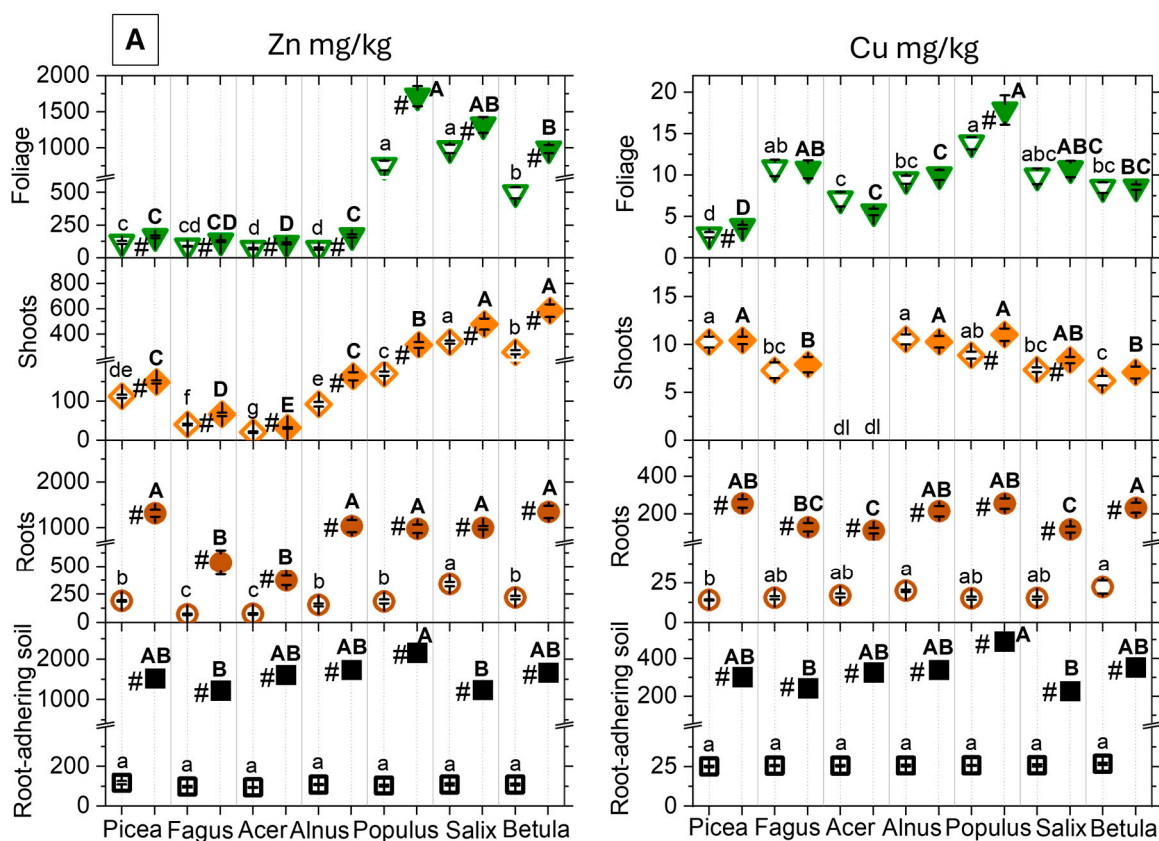 A
Zn mg/kg
Cu mg/kg
Foliage
2000
1500
1000
500
250
0
c C # cd CD # d D # d C # a A # a AB # b B #
Foliage
20
15
10
5
0
d D # ab AB c C bc C a A # abc ABC bc BC
Shoots
800
600
400
100
0
de C # f D # g E # e C # c B # a A # b A #
Shoots
15
10
5
0
a A bc B dl dl a A ab A # bc AB # c B
Roots
2000
1000
500
250
0
b A # c B # c B # b A # b A # a A # b A #
Roots
400
200
25
0
b AB # ab BC # ab C # a AB # ab AB # ab C # a A #
Root-adhering soil
2000
1000
200
100
0
a AB # a B # a AB # a AB # a A # a B # a AB #
Root-adhering soil
400
200
25
0
a AB # a B # a AB # a AB # a A # a B # a AB #
Picea Fagus Acer Alnus Populus Salix Betula
Picea Fagus Acer Alnus Populus Salix Betula